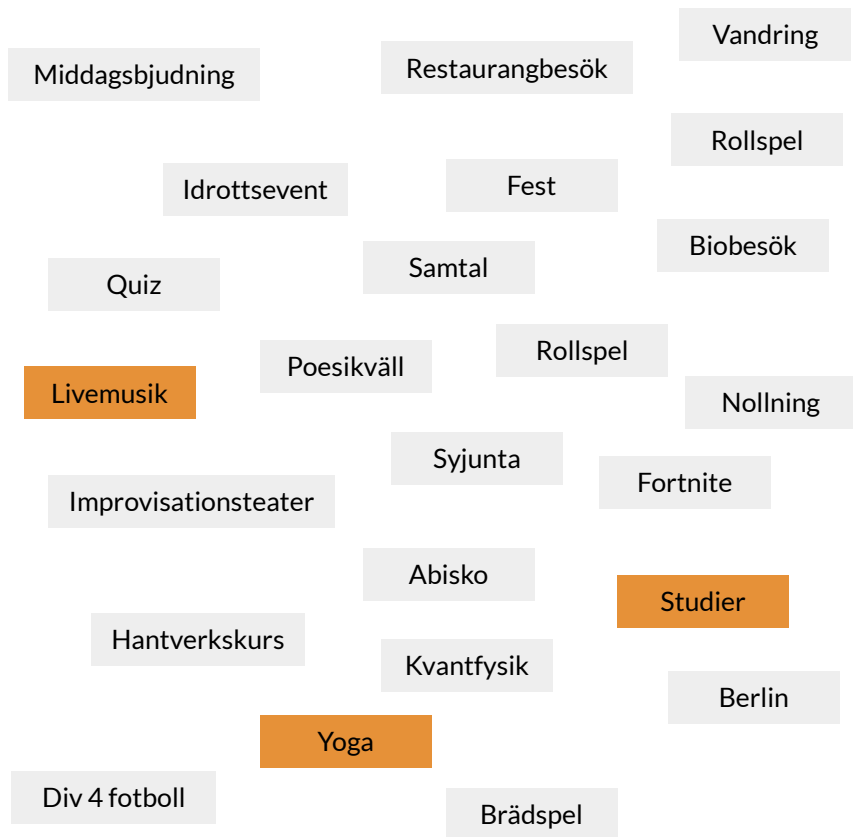 Vandring
Middagsbjudning
Restaurangbesök
Rollspel
Idrottsevent
Fest
Biobesök
Samtal
Quiz
Rollspel
Poesikväll
Livemusik
Nollning
Syjunta
Fortnite
Improvisationsteater
Abisko
Studier
Hantverkskurs
Kvantfysik
Berlin
Yoga
Div 4 fotboll
Brädspel